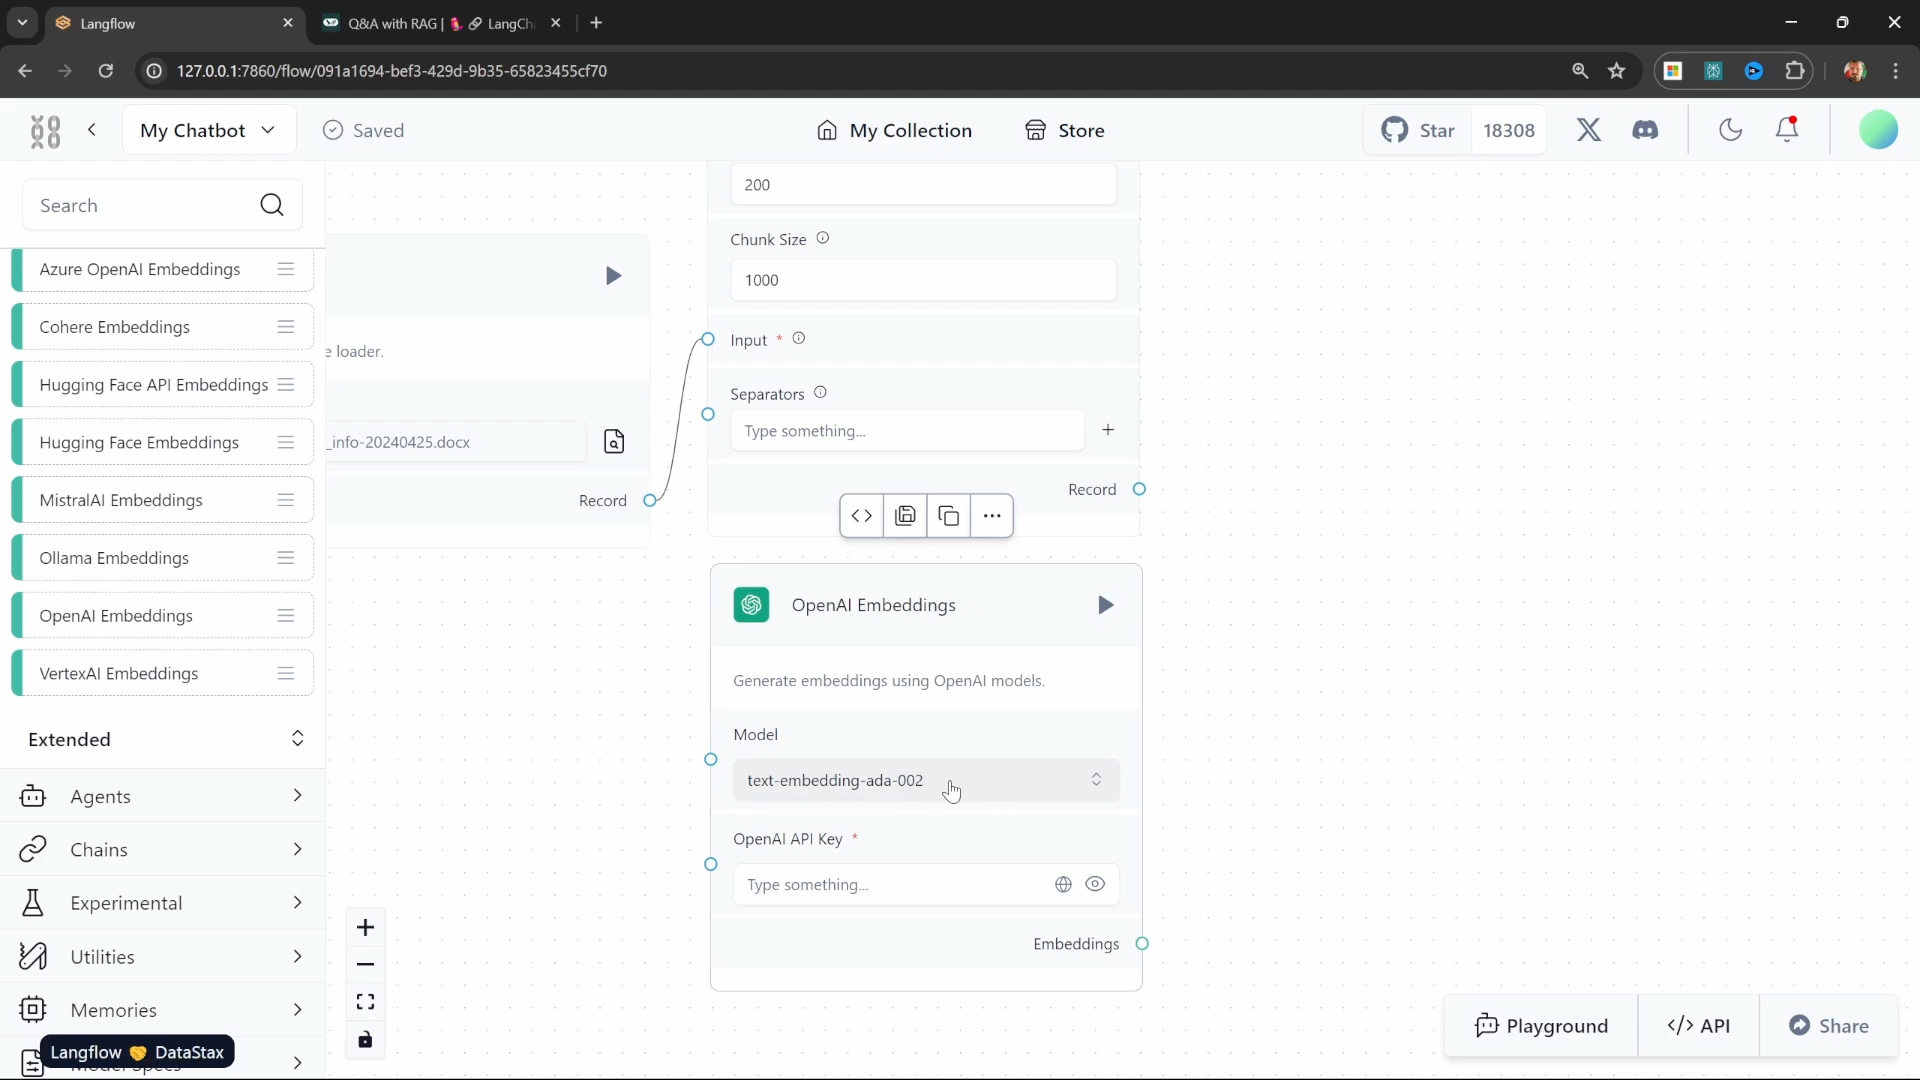 Langflow
Q&A with RAG | 🦜🔗 LangCh
127.0.0.1:7860/flow/091a1694-bef3-429d-9b35-65823455cf70
My Chatbot
Saved
My Collection
Store
Star
18308
Search
Azure OpenAI Embeddings
Cohere Embeddings
Hugging Face API Embeddings
Hugging Face Embeddings
MistralAI Embeddings
Ollama Embeddings
OpenAI Embeddings
VertexAI Embeddings
Extended
Agents
Chains
Experimental
Utilities
Memories
Langflow 🤝 DataStax
e loader.
_info-20240425.docx
Record
200
Chunk Size
1000
Input *
Separators
Type something...
Record
OpenAI Embeddings
Generate embeddings using OpenAI models.
Model
text-embedding-ada-002
OpenAI API Key *
Type something...
Embeddings
Playground
</> API
Share